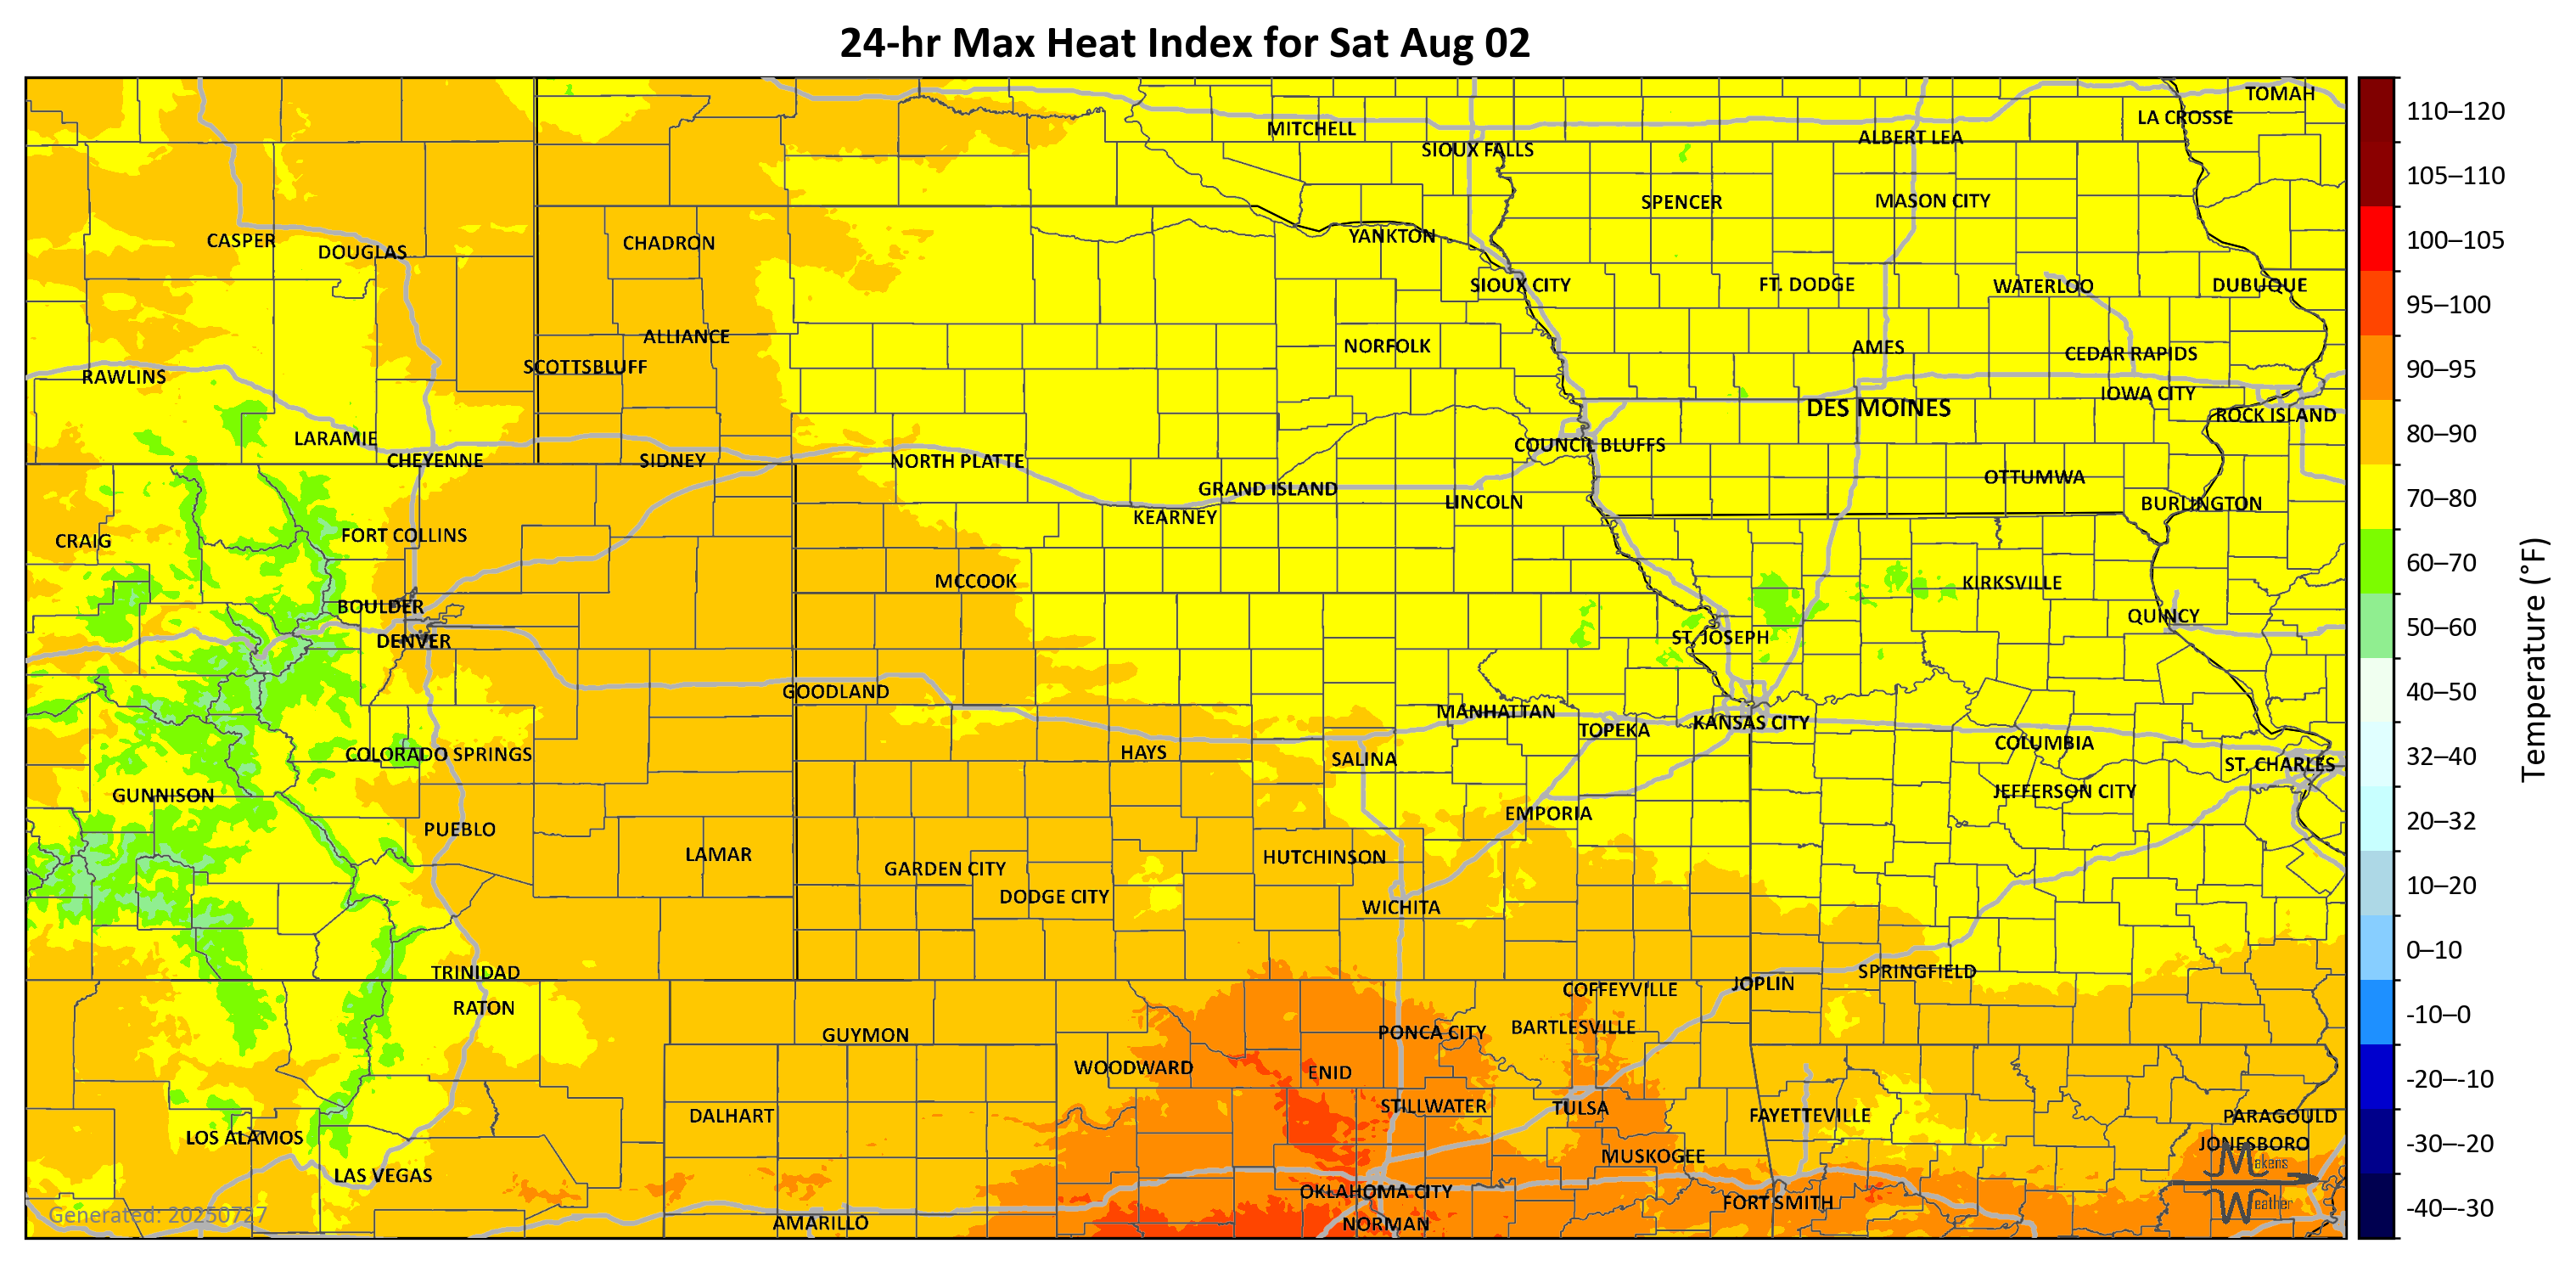 24-hr Max Heat Index for Sat Aug 02
TOMAH
LA CROSSE
MITCHELL
ALBERT LEA
SIOUX FALLS
SPENCER
MASON CITY
CASPER
DOUGLAS
CHADRON
YANKTON
SIOUX CITY
FT. DODGE
WATERLOO
DUBUQUE
ALLIANCE
NORFOLK
AMES
CEDAR RAPIDS
SCOTTSBLUFF
RAWLINS
IOWA CITY
DES MOINES
ROCK ISLAND
LARAMIE
COUNCIL BLUFFS
CHEYENNE
SIDNEY
NORTH PLATTE
OTTUMWA
GRAND ISLAND
LINCOLN
BURLINGTON
KEARNEY
FORT COLLINS
CRAIG
MCCOOK
KIRKSVILLE
BOULDER
QUINCY
DENVER
ST. JOSEPH
GOODLAND
MANHATTAN
KANSAS CITY
TOPEKA
COLUMBIA
COLORADO SPRINGS
HAYS
SALINA
ST. CHARLES
GUNNISON
JEFFERSON CITY
EMPORIA
PUEBLO
LAMAR
HUTCHINSON
GARDEN CITY
DODGE CITY
WICHITA
TRINIDAD
SPRINGFIELD
JOPLIN
COFFEYVILLE
RATON
GUYMON
PONCA CITY
BARTLESVILLE
WOODWARD
ENID
STILLWATER
TULSA
DALHART
FAYETTEVILLE
PARAGOULD
LOS ALAMOS
JONESBORO
MUSKOGEE
LAS VEGAS
OKLAHOMA CITY
FORT SMITH
AMARILLO
NORMAN
Makens
Weather
Generated: 20250727
110–120
105–110
100–105
95–100
90–95
80–90
70–80
60–70
50–60
40–50
32–40
20–32
10–20
0–10
-10–0
-20–-10
-30–-20
-40–-30
Temperature (°F)